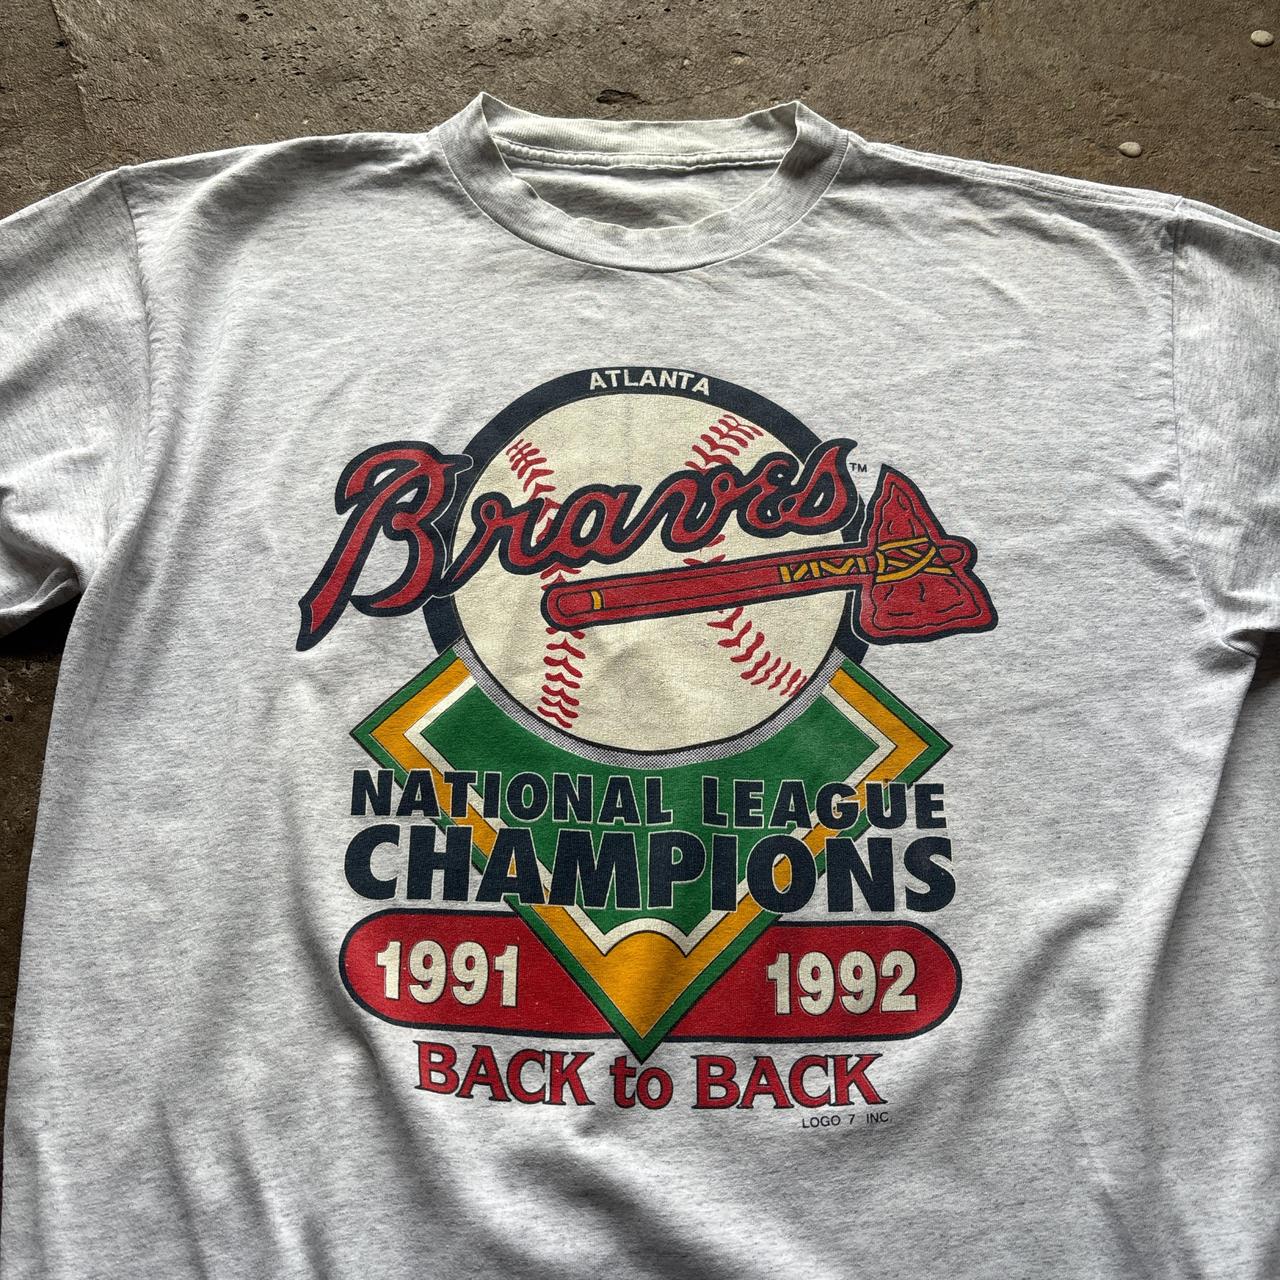 ATLANTA
Braves™
NATIONAL LEAGUE
CHAMPIONS
1991 1992
BACK to BACK
LOGO 7 INC